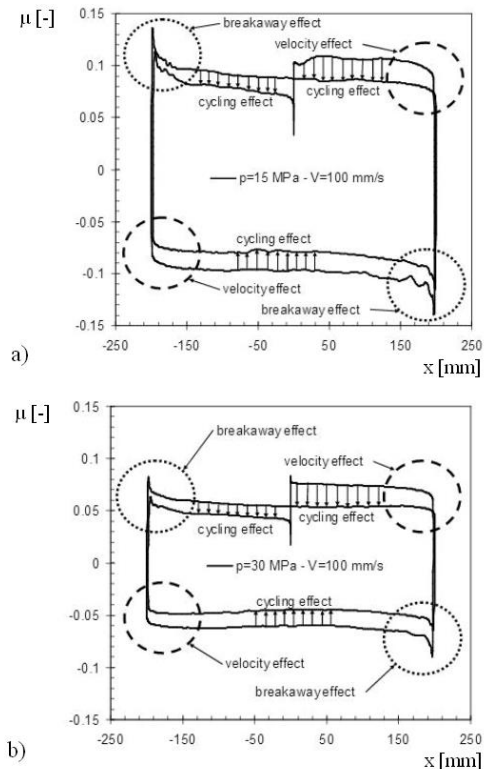 μ [-]
0.15
0.1
0.05
0
-0.05
-0.1
-0.15
-250
-150
-50
50
150
250
x [mm]
breakaway effect
velocity effect
cycling effect
cycling effect
p=15 MPa - V=100 mm/s
cycling effect
velocity effect
breakaway effect
a)
μ [-]
0.15
0.1
0.05
0
-0.05
-0.1
-0.15
-250
-150
-50
50
150
250
x [mm]
breakaway effect
velocity effect
cycling effect
cycling effect
p=30 MPa - V=100 mm/s
cycling effect
velocity effect
breakaway effect
b)